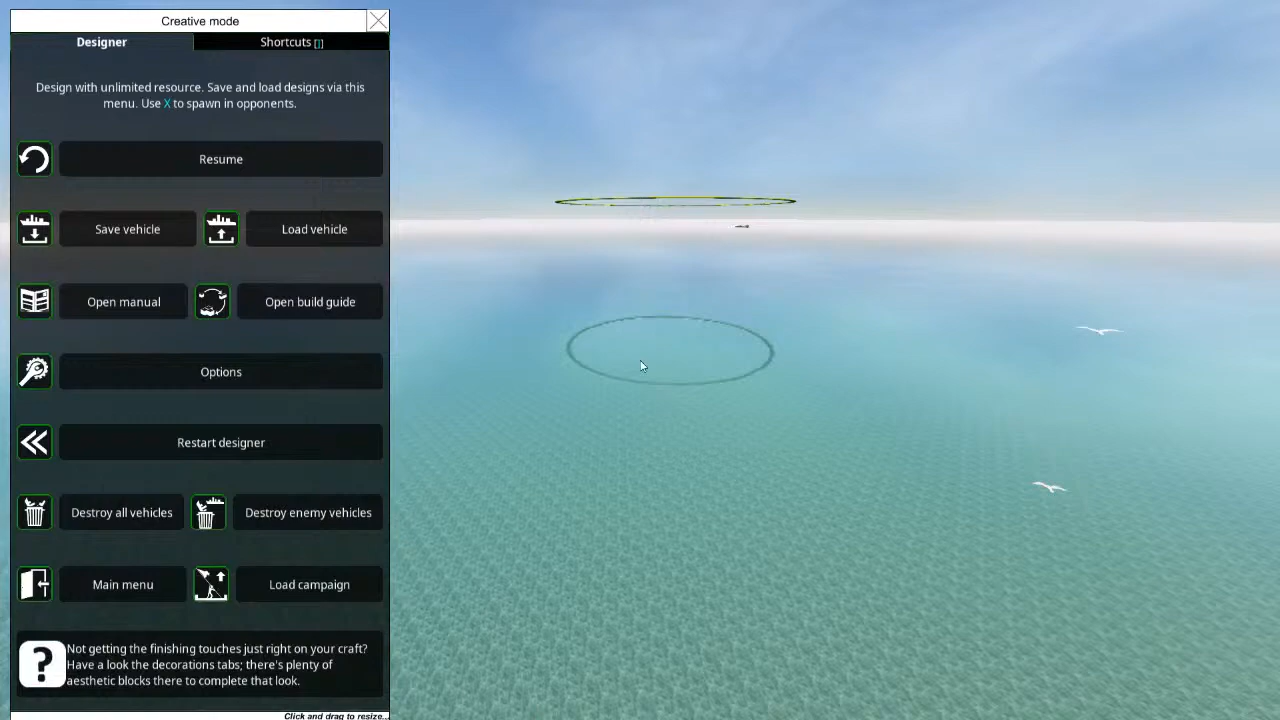 Creative mode
Designer
Shortcuts []
Design with unlimited resource. Save and load designs via this
menu. Use X to spawn in opponents.
Resume
Save vehicle
Load vehicle
Open manual
Open build guide
Options
Restart designer
Destroy all vehicles
Destroy enemy vehicles
Main menu
Load campaign
?
Not getting the finishing touches just right on your craft?
Have a look the decorations tabs; there's plenty of
aesthetic blocks there to complete that look.
Click and drag to resize...